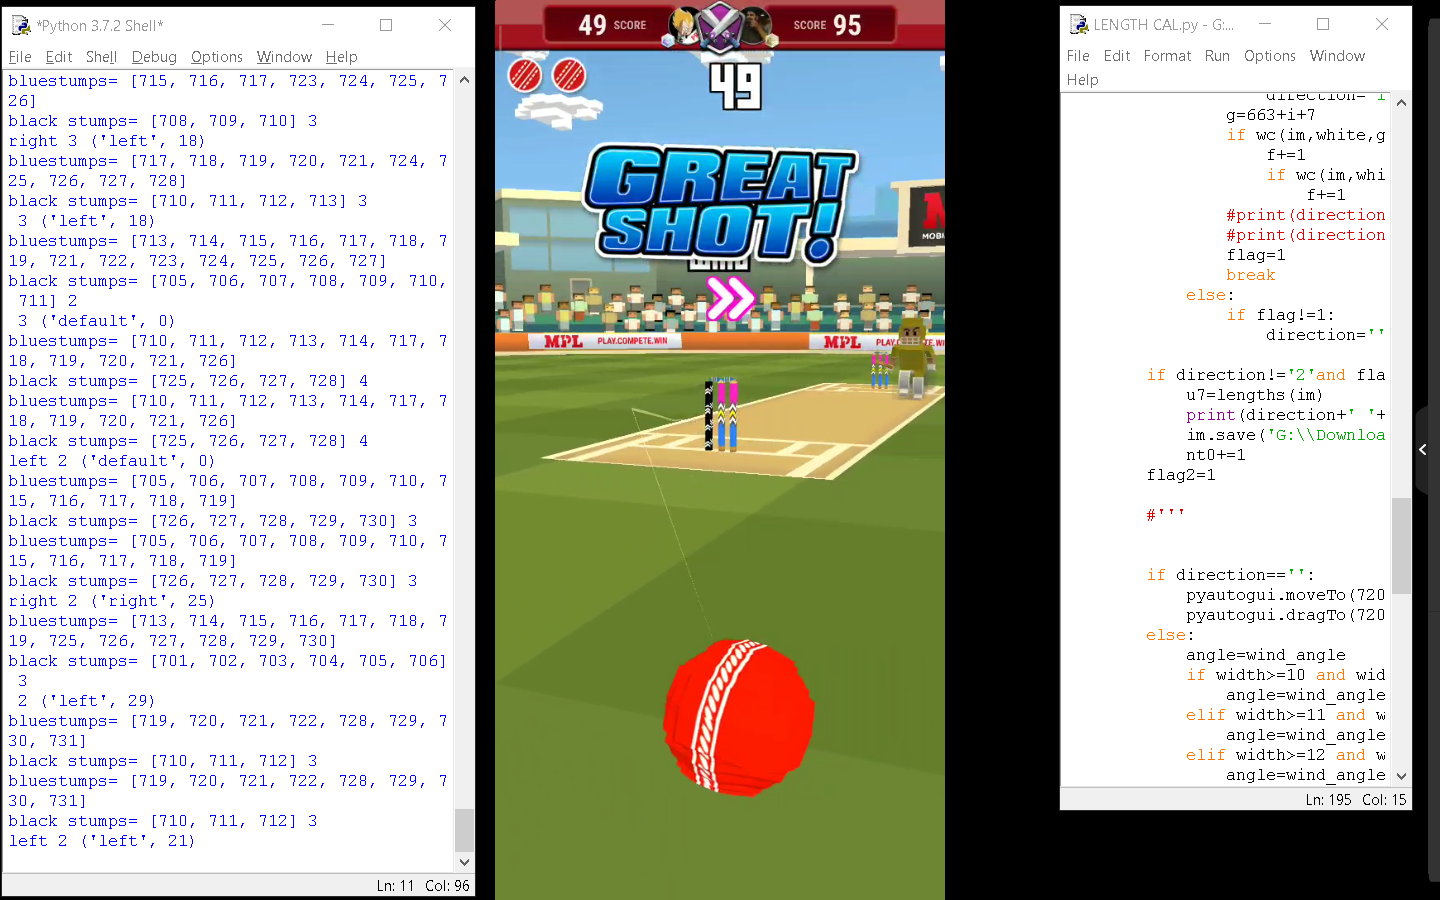 *Python 3.7.2 Shell*
File Edit Shell Debug Options Window Help
bluestumps= [715, 716, 717, 723, 724, 725, 7
26]
black stumps= [708, 709, 710] 3
right 3 ('left', 18)
bluestumps= [717, 718, 719, 720, 721, 724, 7
25, 726, 727, 728]
black stumps= [710, 711, 712, 713] 3
 3 ('left', 18)
bluestumps= [713, 714, 715, 716, 717, 718, 7
19, 721, 722, 723, 724, 725, 726, 727]
black stumps= [705, 706, 707, 708, 709, 710,
 711] 2
 3 ('default', 0)
bluestumps= [710, 711, 712, 713, 714, 717, 7
18, 719, 720, 721, 726]
black stumps= [725, 726, 727, 728] 4
bluestumps= [710, 711, 712, 713, 714, 717, 7
18, 719, 720, 721, 726]
black stumps= [725, 726, 727, 728] 4
left 2 ('default', 0)
bluestumps= [705, 706, 707, 708, 709, 710, 7
15, 716, 717, 718, 719]
black stumps= [726, 727, 728, 729, 730] 3
bluestumps= [705, 706, 707, 708, 709, 710, 7
15, 716, 717, 718, 719]
black stumps= [726, 727, 728, 729, 730] 3
right 2 ('right', 25)
bluestumps= [713, 714, 715, 716, 717, 718, 7
19, 725, 726, 727, 728, 729, 730]
black stumps= [701, 702, 703, 704, 705, 706]
 3
 2 ('left', 29)
bluestumps= [719, 720, 721, 722, 728, 729, 7
30, 731]
black stumps= [710, 711, 712] 3
bluestumps= [719, 720, 721, 722, 728, 729, 7
30, 731]
black stumps= [710, 711, 712] 3
left 2 ('left', 21)
Ln: 11 Col: 96
49 SCORE
SCORE 95
49
GREAT
SHOT!
MPL PLAY.COMPETE.WIN
MPL PLAY.COMPETE.WIN
LENGTH CAL.py - G:...
File Edit Format Run Options Window
Help
direction='i
g=663+i+7
if wc(im,white,g
f+=1
if wc(im,whi
f+=1
#print(direction
#print(direction
flag=1
break
else:
if flag!=1:
direction=''
if direction!='2'and fla
u7=lengths(im)
print(direction+' '+
im.save('G:\\Downloa
nt0+=1
flag2=1
#'''
if direction=='':
pyautogui.moveTo(720
pyautogui.dragTo(720
else:
angle=wind_angle
if width>=10 and wid
angle=wind_angle
elif width>=11 and w
angle=wind_angle
elif width>=12 and w
angle=wind_angle
Ln: 195 Col: 15